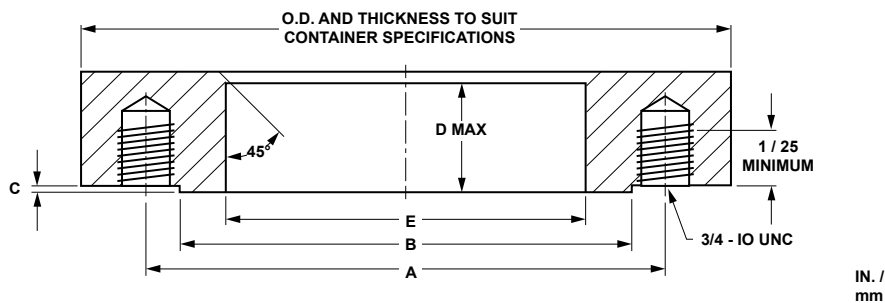 O.D. AND THICKNESS TO SUIT
CONTAINER SPECIFICATIONS
D MAX
45°
1 / 25
MINIMUM
C
E
3/4 - IO UNC
B
A
IN. /
mm